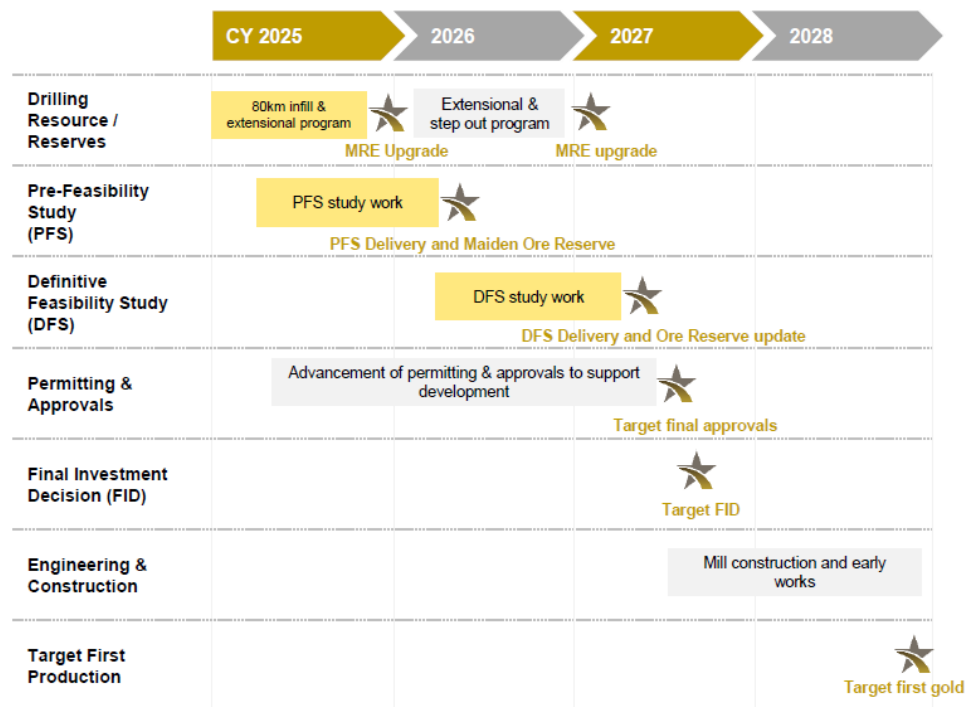 CY 2025
2026
2027
2028
Drilling
Resource /
Reserves
80km infill &
extensional program
MRE Upgrade
Extensional &
step out program
MRE upgrade
Pre-Feasibility
Study
(PFS)
PFS study work
PFS Delivery and Maiden Ore Reserve
Definitive
Feasibility Study
(DFS)
DFS study work
DFS Delivery and Ore Reserve update
Permitting &
Approvals
Advancement of permitting & approvals to support
development
Target final approvals
Final Investment
Decision (FID)
Target FID
Engineering &
Construction
Mill construction and early
works
Target First
Production
Target first gold